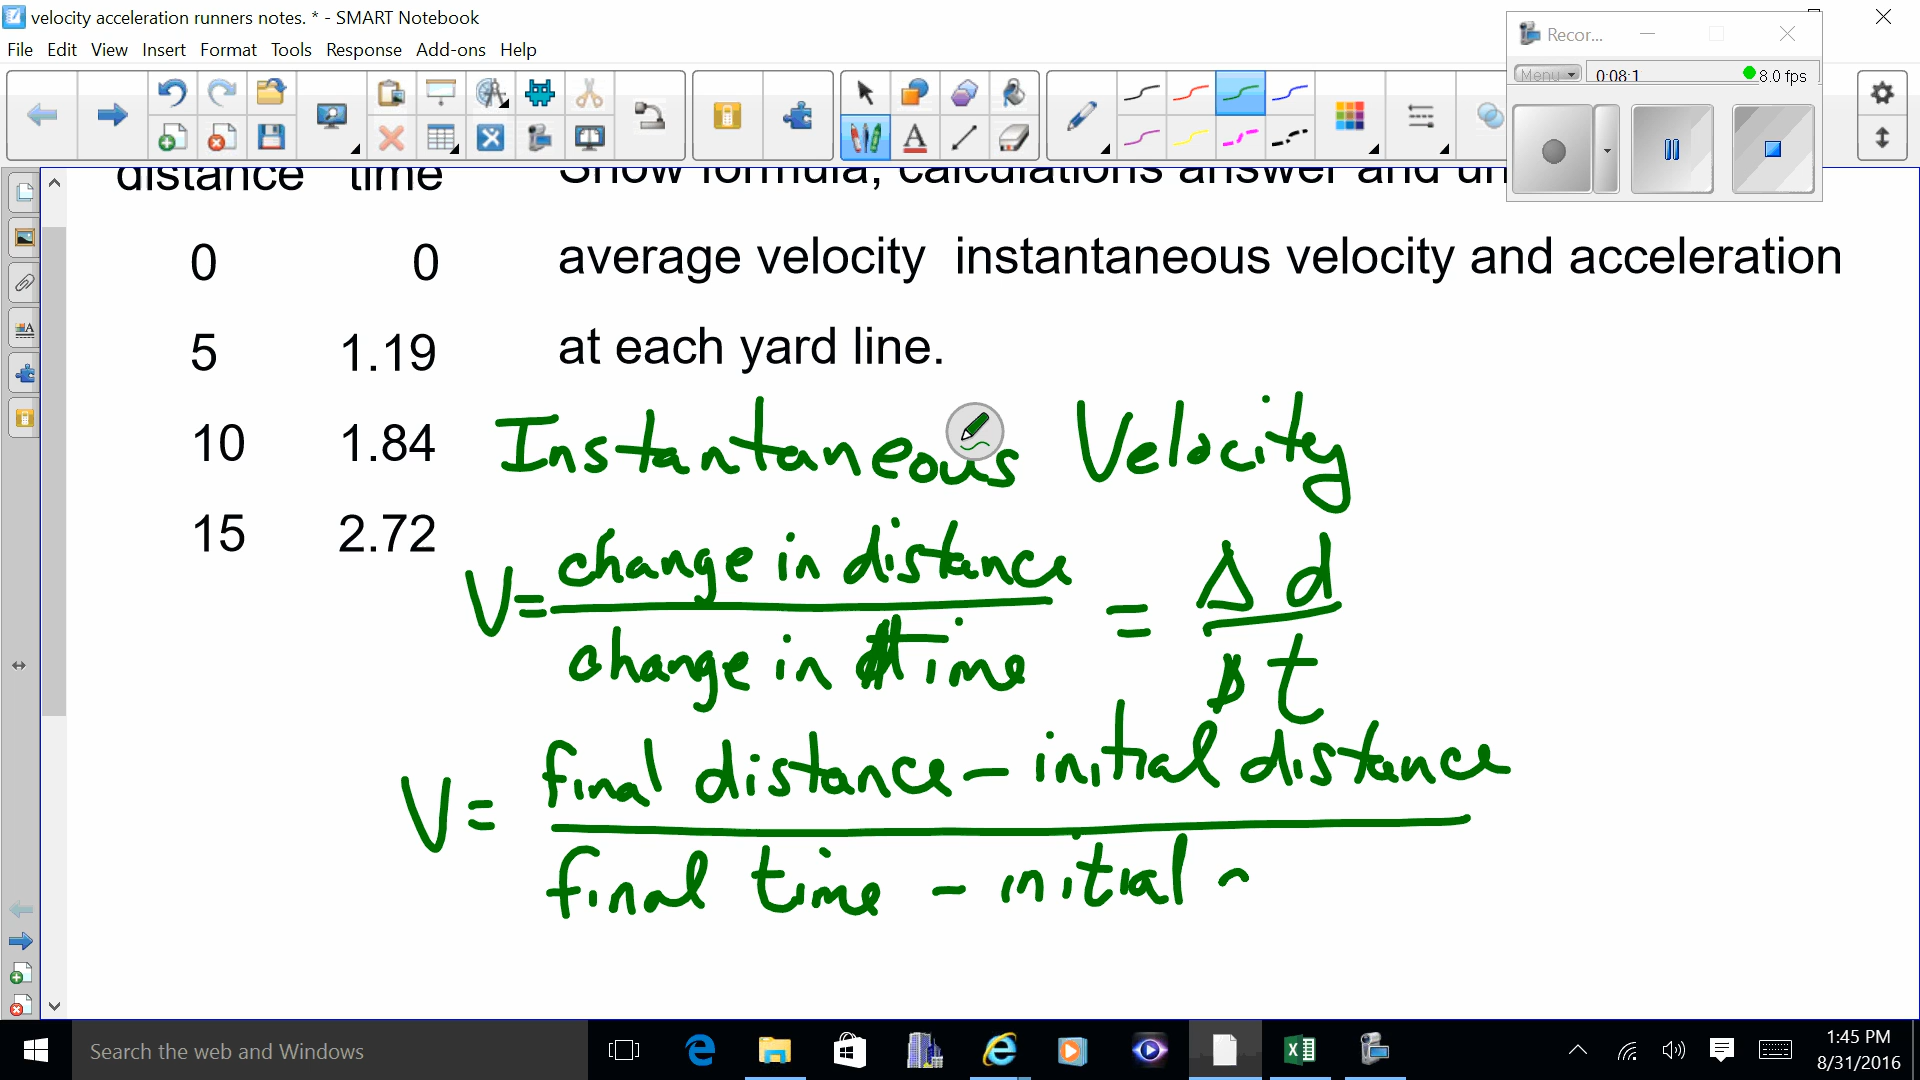 velocity acceleration runners notes. * - SMART Notebook
File Edit View Insert Format Tools Response Add-ons Help
Recor...
Menu 0:08:1 8.0 fps
distance time Show formula, calculations answer and
0 0 average velocity instantaneous velocity and acceleration
5 1.19 at each yard line.
10 1.84 Instantaneous Velocity
15 2.72
V= change in distance
change in time
= Δ d
Δ t
V= final distance - initial distance
final time - initial
Search the web and Windows
1:45 PM
8/31/2016